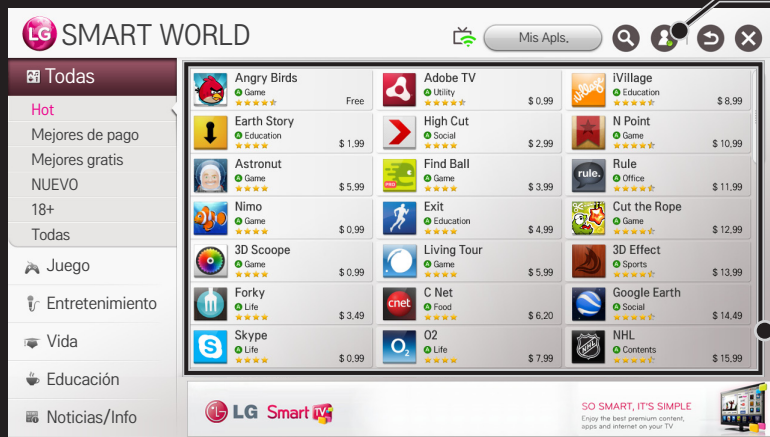 LG SMART WORLD
Mis Apls.
Todas
Hot
Mejores de pago
Mejores gratis
NUEVO
18+
Todas
Juego
Entretenimiento
Vida
Educación
Noticias/Info
Angry Birds
A Game
Free
Adobe TV
A Utility
$ 0,99
iVillage
village
A Education
$ 8,99
Earth Story
A Education
$ 1,99
High Cut
A Social
$ 2,99
N Point
A Game
$ 10,99
Astronut
A Game
$ 5,99
Find Ball
PRO
A Game
$ 3,99
Rule
rule.
A Office
$ 11,99
Nimo
A Game
$ 0,99
Exit
A Education
$ 4,99
Cut the Rope
A Game
$ 12,99
3D Scoope
A Game
$ 0,99
Living Tour
A Game
$ 5,99
3D Effect
A Sports
$ 13,99
Forky
A Life
$ 3,49
C Net
cnet
A Food
$ 6,20
Google Earth
A Social
$ 14,49
Skype
S
A Life
$ 0,99
O2
O2
A Life
$ 7,99
NHL
NHL
A Contents
$ 15,99
LG Smart TV
SO SMART, IT'S SIMPLE
Enjoy the best premium content,
apps and internet on your TV